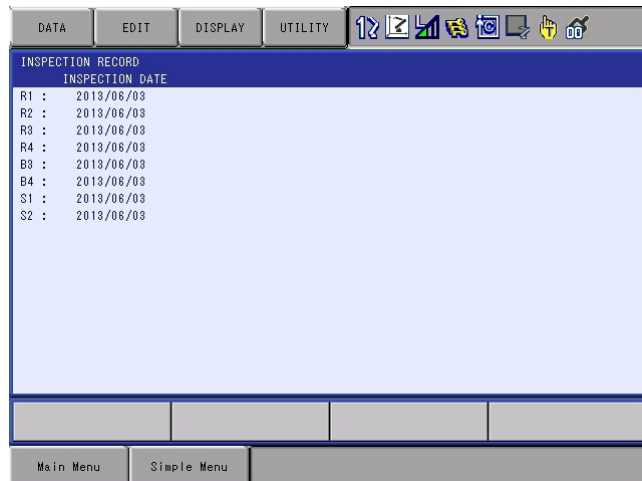 DATA EDIT DISPLAY UTILITY
INSPECTION RECORD
INSPECTION DATE
R1 : 2013/06/03
R2 : 2013/06/03
R3 : 2013/06/03
R4 : 2013/06/03
B3 : 2013/06/03
B4 : 2013/06/03
S1 : 2013/06/03
S2 : 2013/06/03
Main Menu Simple Menu